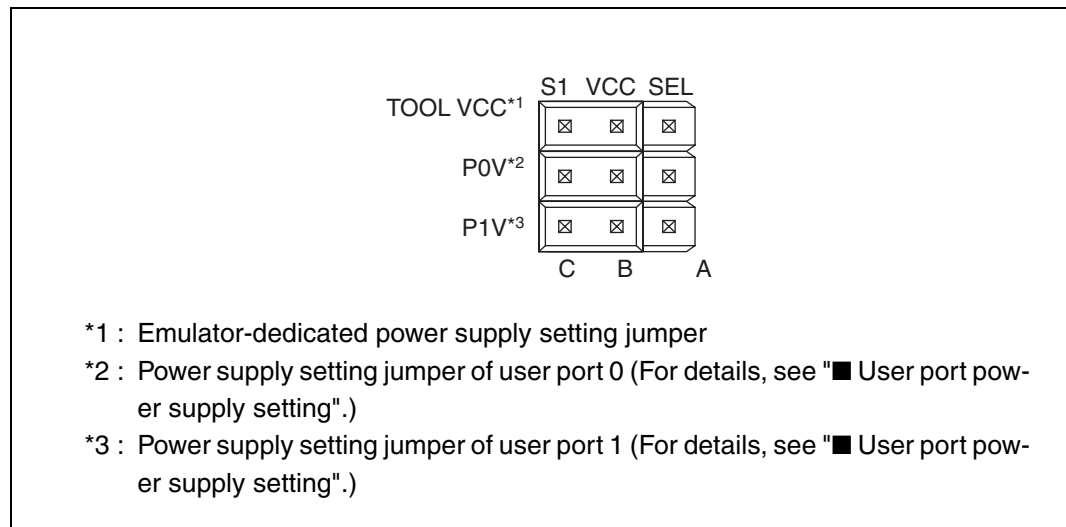 S1 VCC SEL
TOOL VCC*1
P0V*2
P1V*3
C B A
*1 : Emulator-dedicated power supply setting jumper
*2 : Power supply setting jumper of user port 0 (For details, see "■ User port pow-
er supply setting".)
*3 : Power supply setting jumper of user port 1 (For details, see "■ User port pow-
er supply setting".)